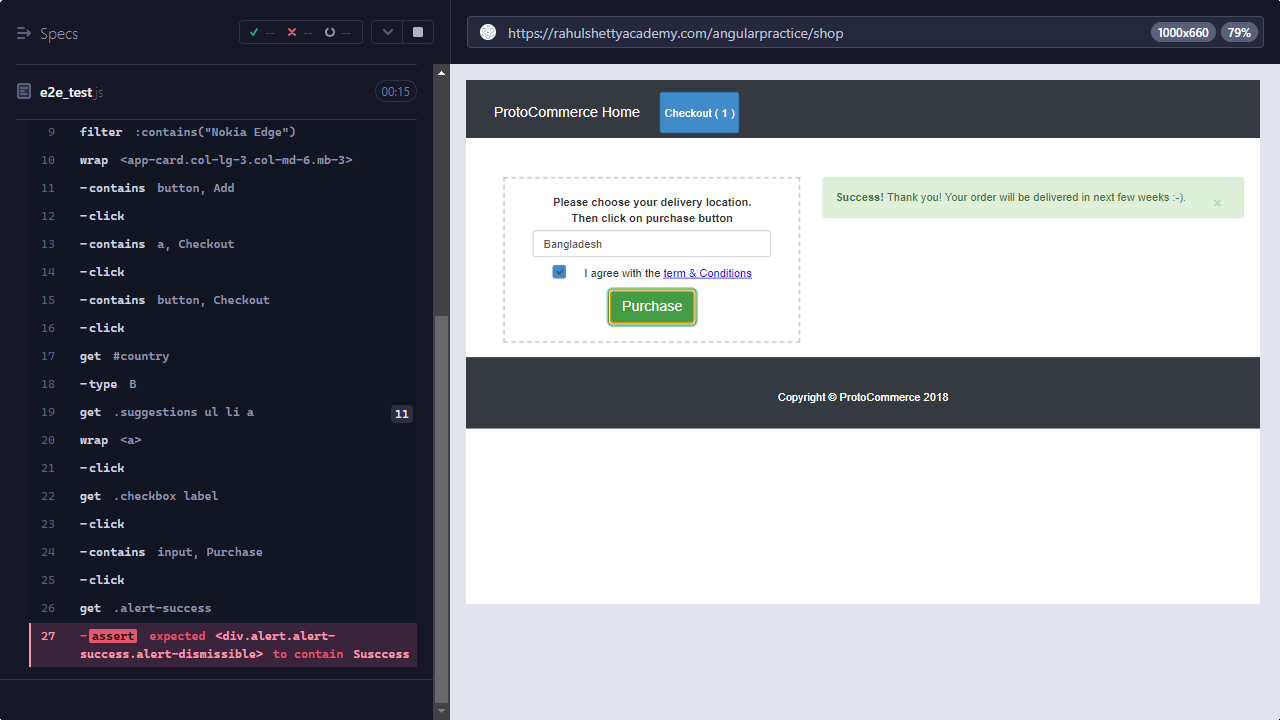 Specs
-- -- --
e2e_test.js
00:15
9 filter :contains("Nokia Edge")
10 wrap <app-card.col-lg-3.col-md-6.mb-3>
11 -contains button, Add
12 -click
13 -contains a, Checkout
14 -click
15 -contains button, Checkout
16 -click
17 get #country
18 -type B
19 get .suggestions ul li a 11
20 wrap <a>
21 -click
22 get .checkbox label
23 -click
24 -contains input, Purchase
25 -click
26 get .alert-success
27 -assert expected <div.alert.alert-
success.alert-dismissible> to contain Susccess
https://rahulshettyacademy.com/angularpractice/shop
1000x660 79%
ProtoCommerce Home
Checkout ( 1 )
Please choose your delivery location.
Then click on purchase button
Bangladesh
I agree with the term & Conditions
Purchase
Success! Thank you! Your order will be delivered in next few weeks :-). ×
Copyright © ProtoCommerce 2018